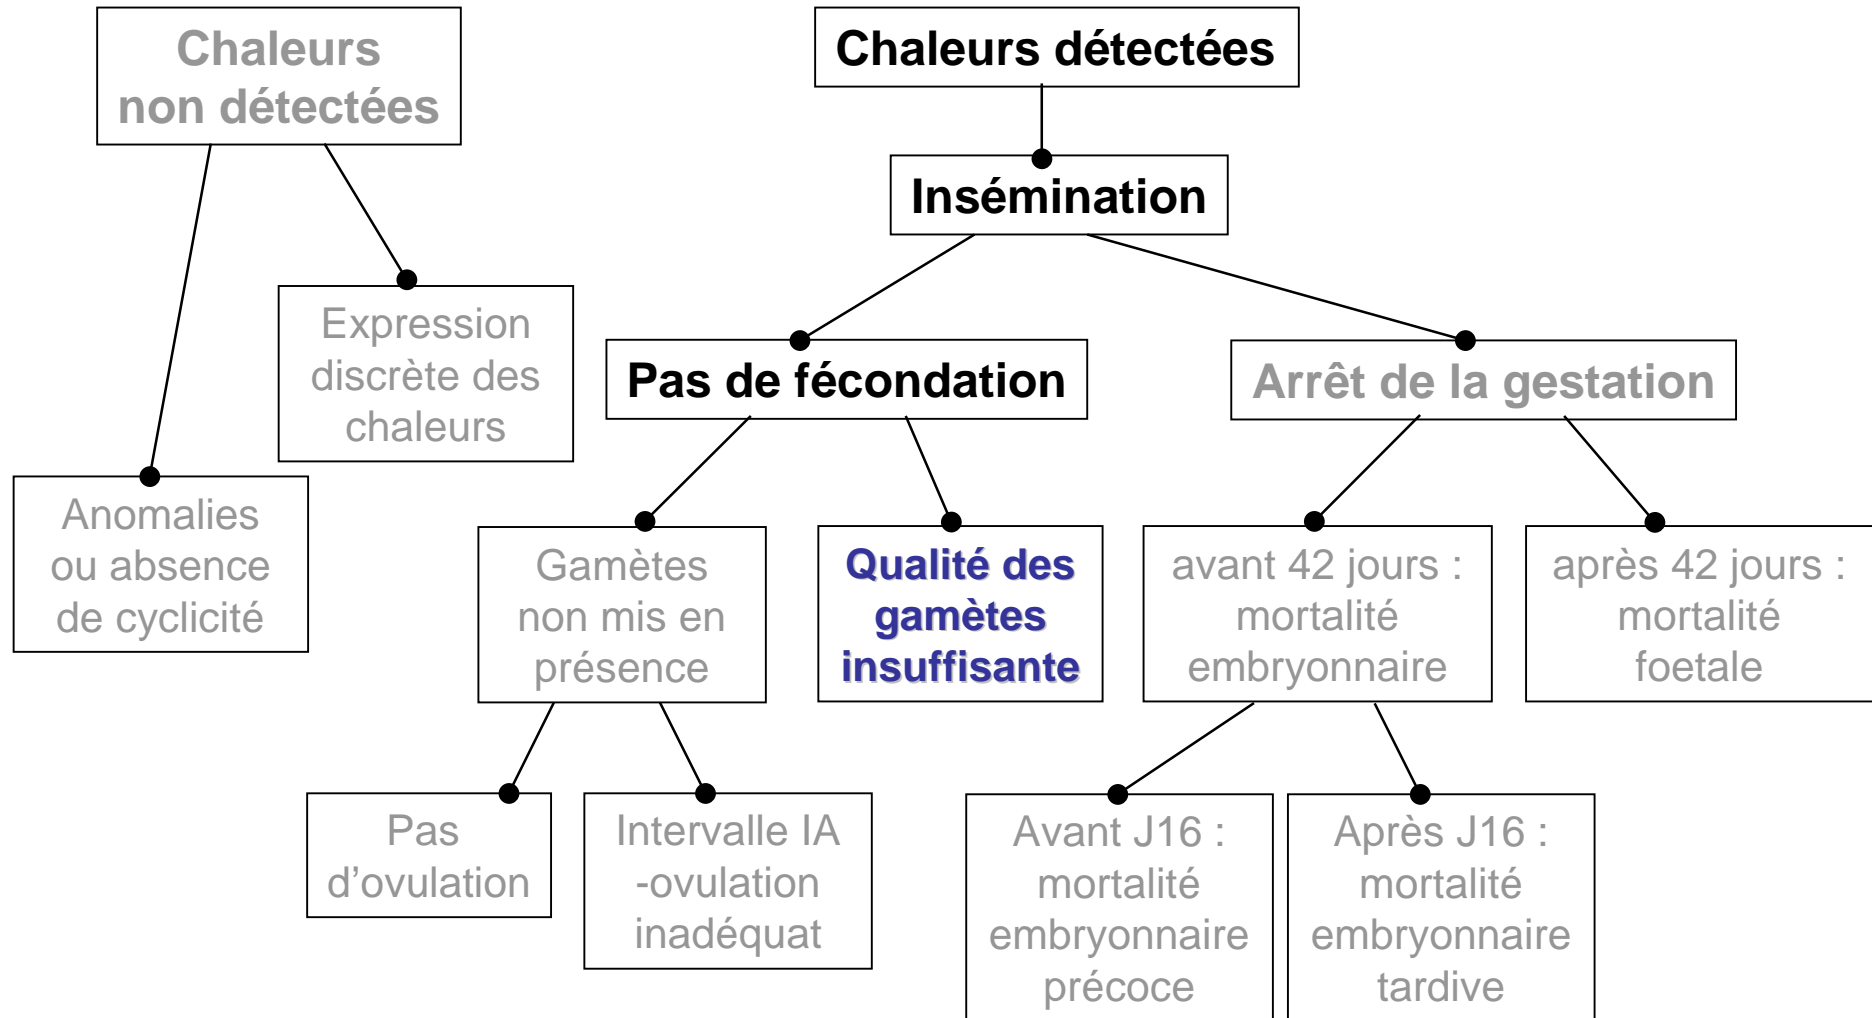 Chaleurs
non détectées
Chaleurs détectées
Insémination
Expression
discrète des
chaleurs
Pas de fécondation
Arrêt de la gestation
Anomalies
ou absence
de cyclicité
Gamètes
non mis en
présence
Qualité des
gamètes
insuffisante
avant 42 jours :
mortalité
embryonnaire
après 42 jours :
mortalité
foetale
Pas
d'ovulation
Intervalle IA
-ovulation
inadéquat
Avant J16 :
mortalité
embryonnaire
précoce
Après J16 :
mortalité
embryonnaire
tardive